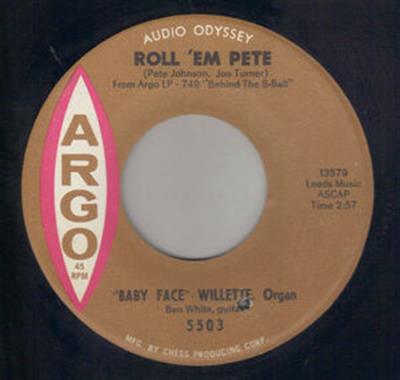 AUDIO ODYSSEY
ROLL 'EM PETE
(Pete Johnson, Joe Turner)
From Argo LP - 749 "Behind The 8-Ball"
ARGO
45
RPM
13579
Leeds Music
ASCAP
Time 2:57
"BABY FACE" WILLETTE, Organ
Ben White, guitar
5503
MFG. BY CHESS PRODUCING CORP.